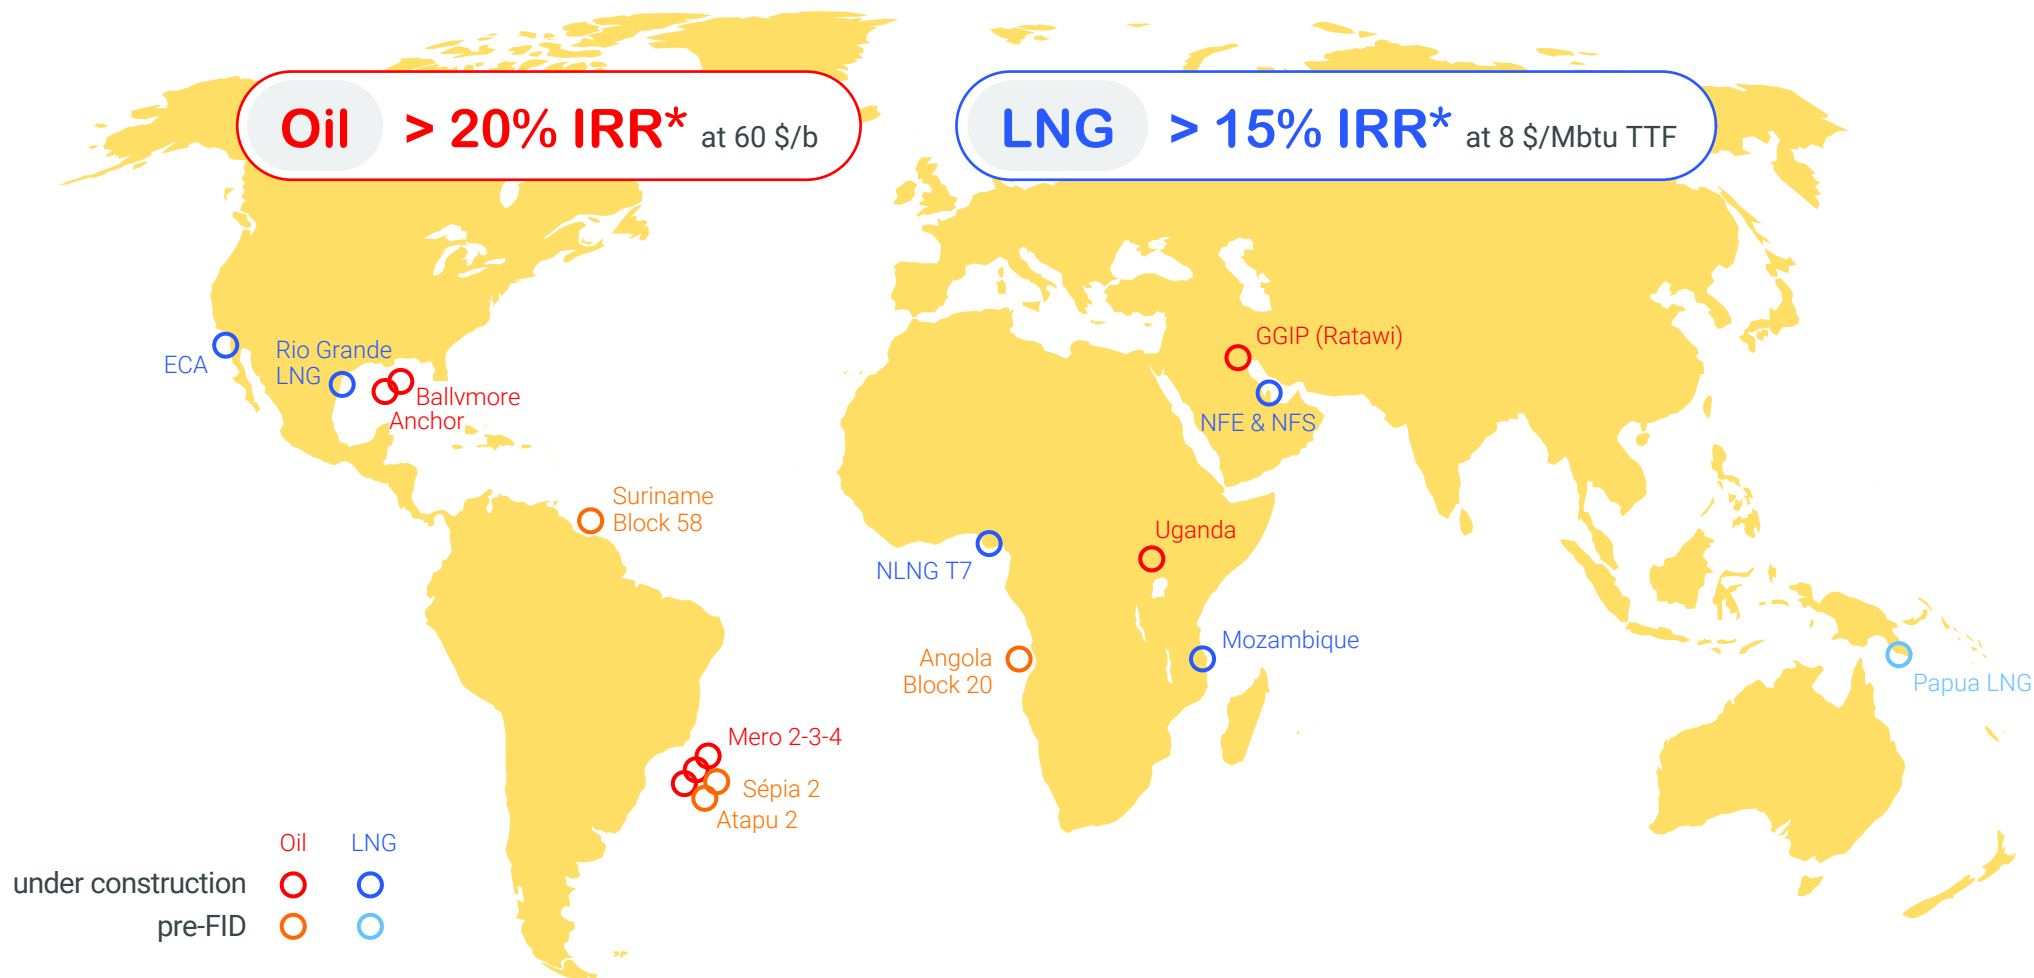 Oil > 20% IRR* at 60 $/b
LNG > 15% IRR* at 8 $/Mbtu TTF
GGIP (Ratawi)
ECA
Rio Grande
LNG
Ballvmore
Anchor
NFE & NFS
Suriname
Block 58
Uganda
NLNG T7
Mozambique
Angola
Block 20
Papua LNG
Mero 2-3-4
Sépia 2
Atapu 2
Oil LNG
under construction
pre-FID